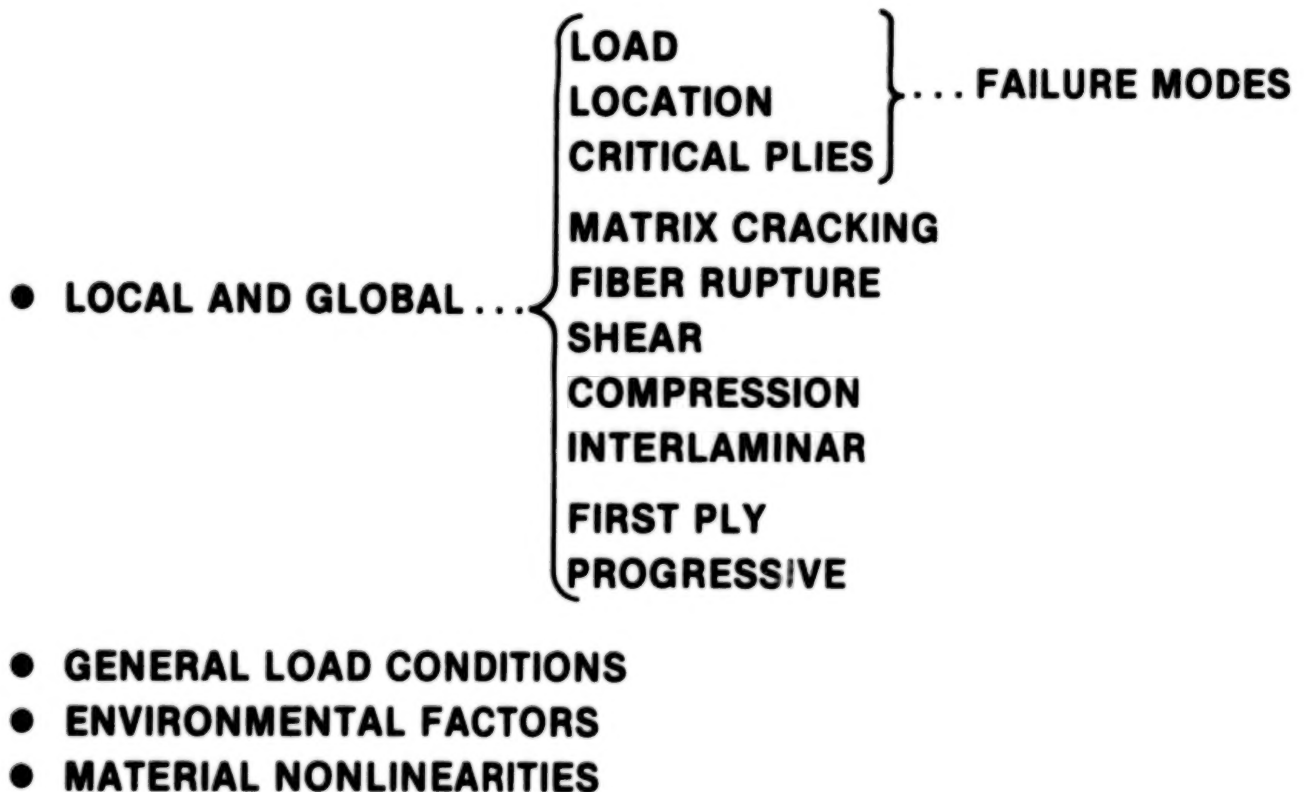 LOAD
LOCATION
CRITICAL PLIES
... FAILURE MODES
MATRIX CRACKING
● LOCAL AND GLOBAL ...
FIBER RUPTURE
SHEAR
COMPRESSION
INTERLAMINAR
FIRST PLY
PROGRESSIVE
● GENERAL LOAD CONDITIONS
● ENVIRONMENTAL FACTORS
● MATERIAL NONLINEARITIES